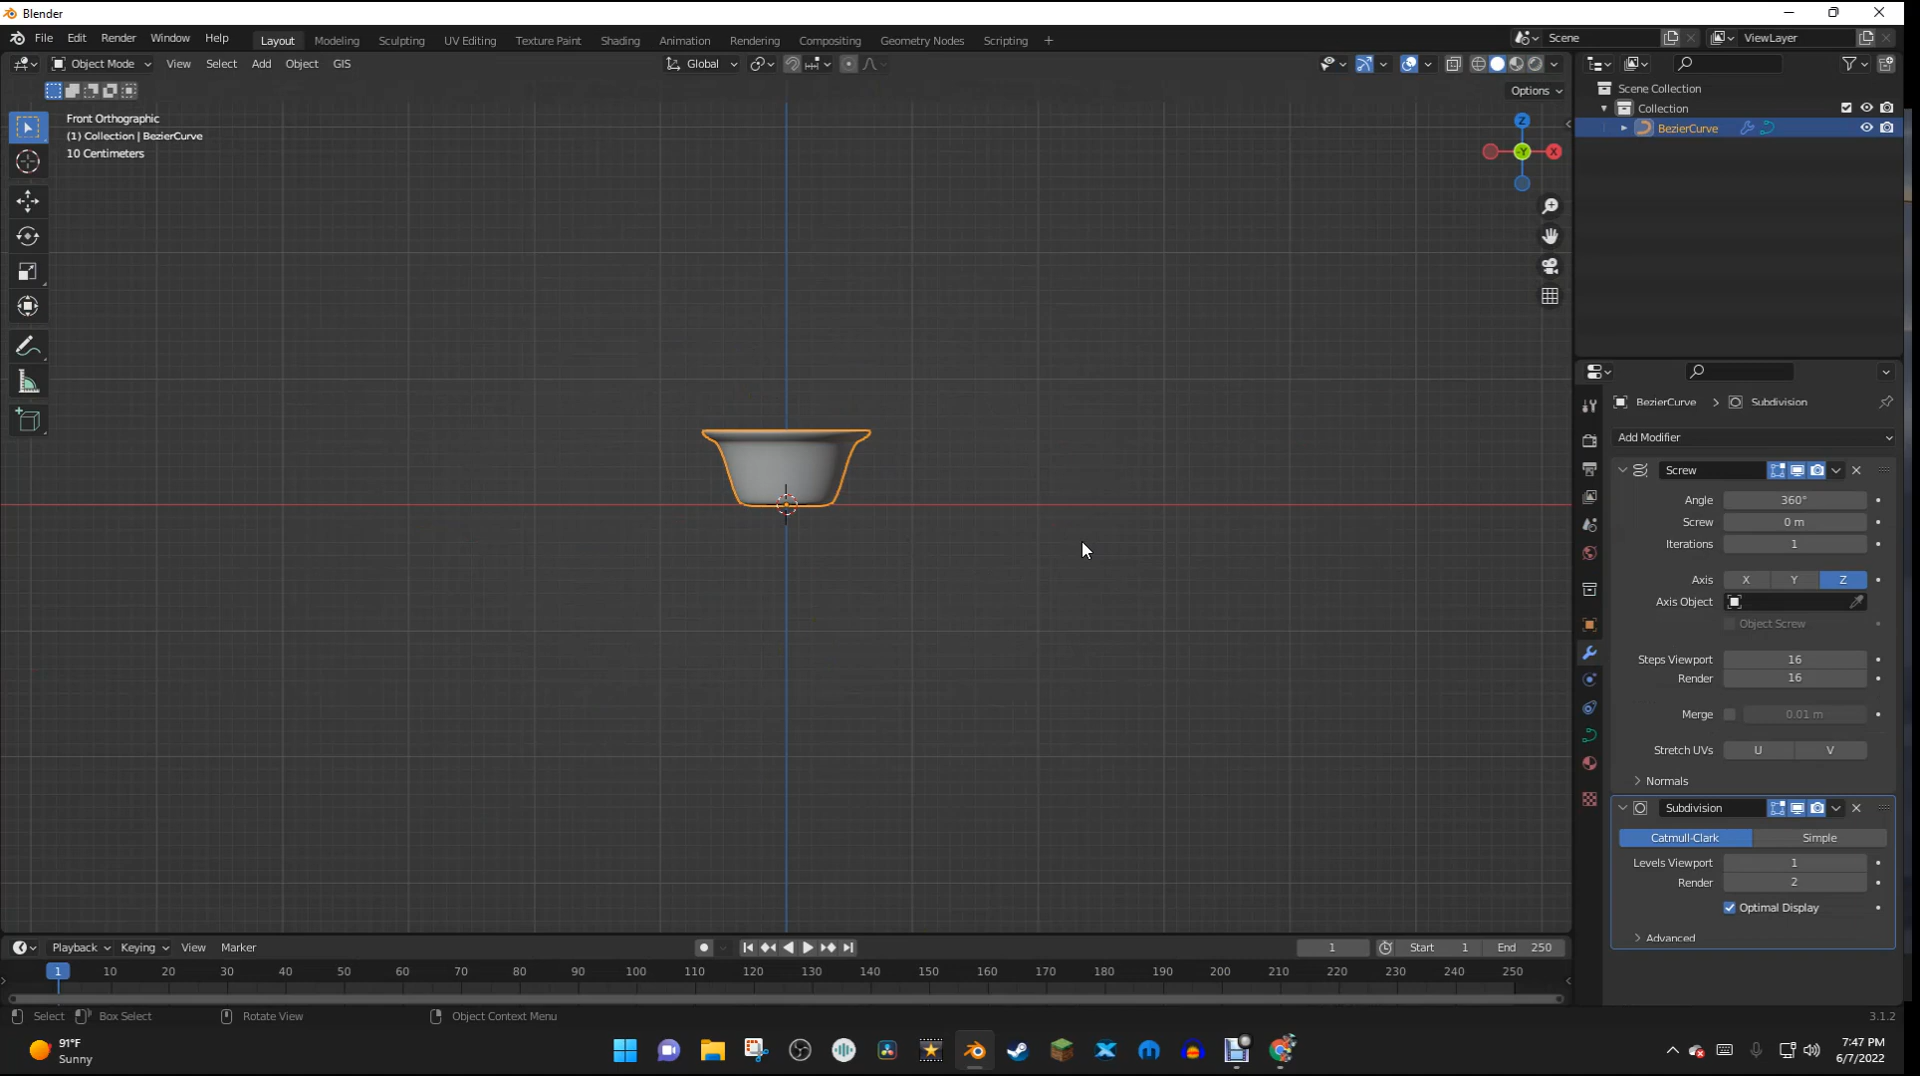 Blender
File Edit Render Window Help Layout Modeling Sculpting UV Editing Texture Paint Shading Animation Rendering Compositing Geometry Nodes Scripting + Scene ViewLayer
Object Mode View Select Add Object GIS Global
Options
Front Orthographic
(1) Collection | BezierCurve
10 Centimeters
Z
-Y X
Scene Collection
Collection
BezierCurve
BezierCurve > Subdivision
Add Modifier
Screw
Angle 360°
Screw 0 m
Iterations 1
Axis X Y Z
Axis Object
Object Screw
Steps Viewport 16
Render 16
Merge 0.01 m
Stretch UVs U V
Normals
Subdivision
Catmull-Clark Simple
Levels Viewport 1
Render 2
Optimal Display
Advanced
Playback Keying View Marker 1 Start 1 End 250
1 10 20 30 40 50 60 70 80 90 100 110 120 130 140 150 160 170 180 190 200 210 220 230 240 250
Select Box Select Rotate View Object Context Menu 3.1.2
91°F
Sunny
7:47 PM
6/7/2022